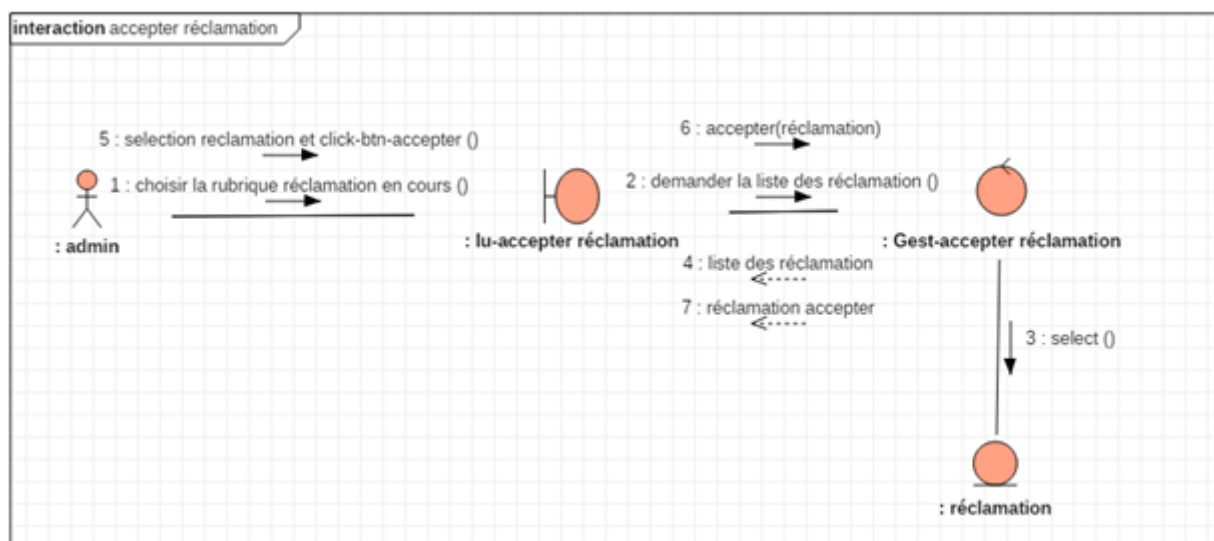 interaction accepter réclamation
5 : selection reclamation et click-btn-accepter ()
6 : accepter(réclamation)
1 : choisir la rubrique réclamation en cours ()
2 : demander la liste des réclamation ()
: admin
: Iu-accepter réclamation
: Gest-accepter réclamation
4 : liste des réclamation
7 : réclamation accepter
3 : select ()
: réclamation